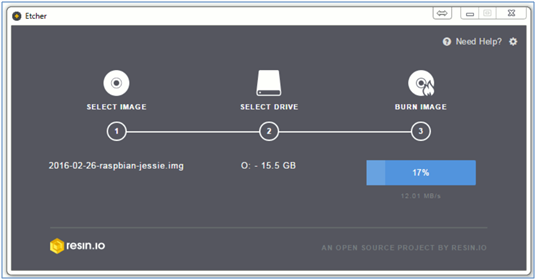 Etcher
Need Help?
SELECT IMAGE
SELECT DRIVE
BURN IMAGE
1
2
3
2016-02-26-raspbian-jessie.img
O: - 15.5 GB
17%
12.01 MB/s
resin.io
AN OPEN SOURCE PROJECT BY RESIN.IO